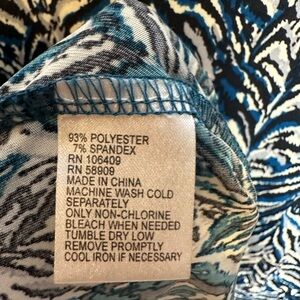 93% POLYESTER
7% SPANDEX
RN 106409
RN 58909
MADE IN CHINA
MACHINE WASH COLD
SEPARATELY
ONLY NON-CHLORINE
BLEACH WHEN NEEDED
TUMBLE DRY LOW
REMOVE PROMPTLY
COOL IRON IF NECESSARY